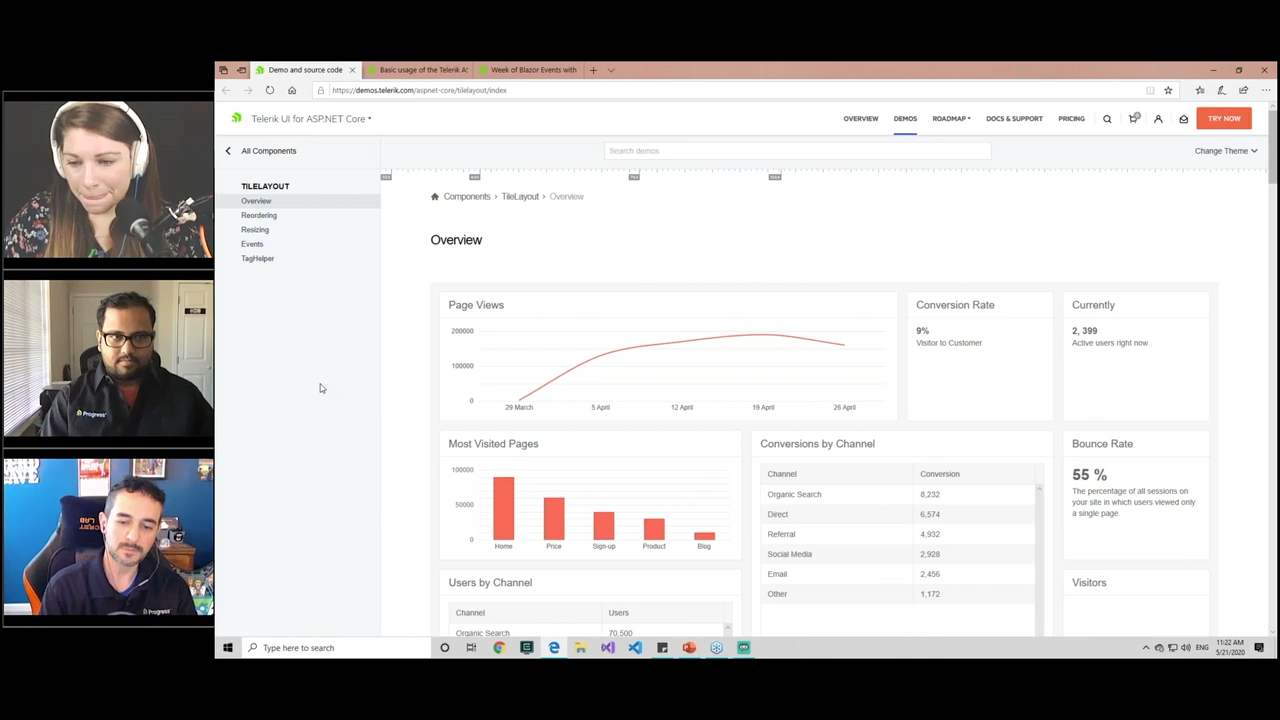 Demo and source code
Basic usage of the Telerik AS
Week of Blazor Events with
https://demos.telerik.com/aspnet-core/tilelayout/index
Telerik UI for ASP.NET Core
OVERVIEW
DEMOS
ROADMAP
DOCS & SUPPORT
PRICING
TRY NOW
All Components
Search demos
Change Theme
TILELAYOUT
Overview
Reordering
Resizing
Events
TagHelper
Components > TileLayout > Overview
Overview
Page Views
200000
100000
0
29 March
5 April
12 April
19 April
26 April
Conversion Rate
9%
Visitor to Customer
Currently
2, 399
Active users right now
Most Visited Pages
100000
50000
0
Home
Price
Sign-up
Product
Blog
Conversions by Channel
Channel Conversion
Organic Search 8,232
Direct 6,574
Referral 4,932
Social Media 2,928
Email 2,456
Other 1,172
Bounce Rate
55 %
The percentage of all sessions on
your site in which users viewed only
a single page.
Users by Channel
Channel Users
Organic Search 70,500
Visitors
Progress
Progress
Type here to search
ENG
11:22 AM
5/21/2020